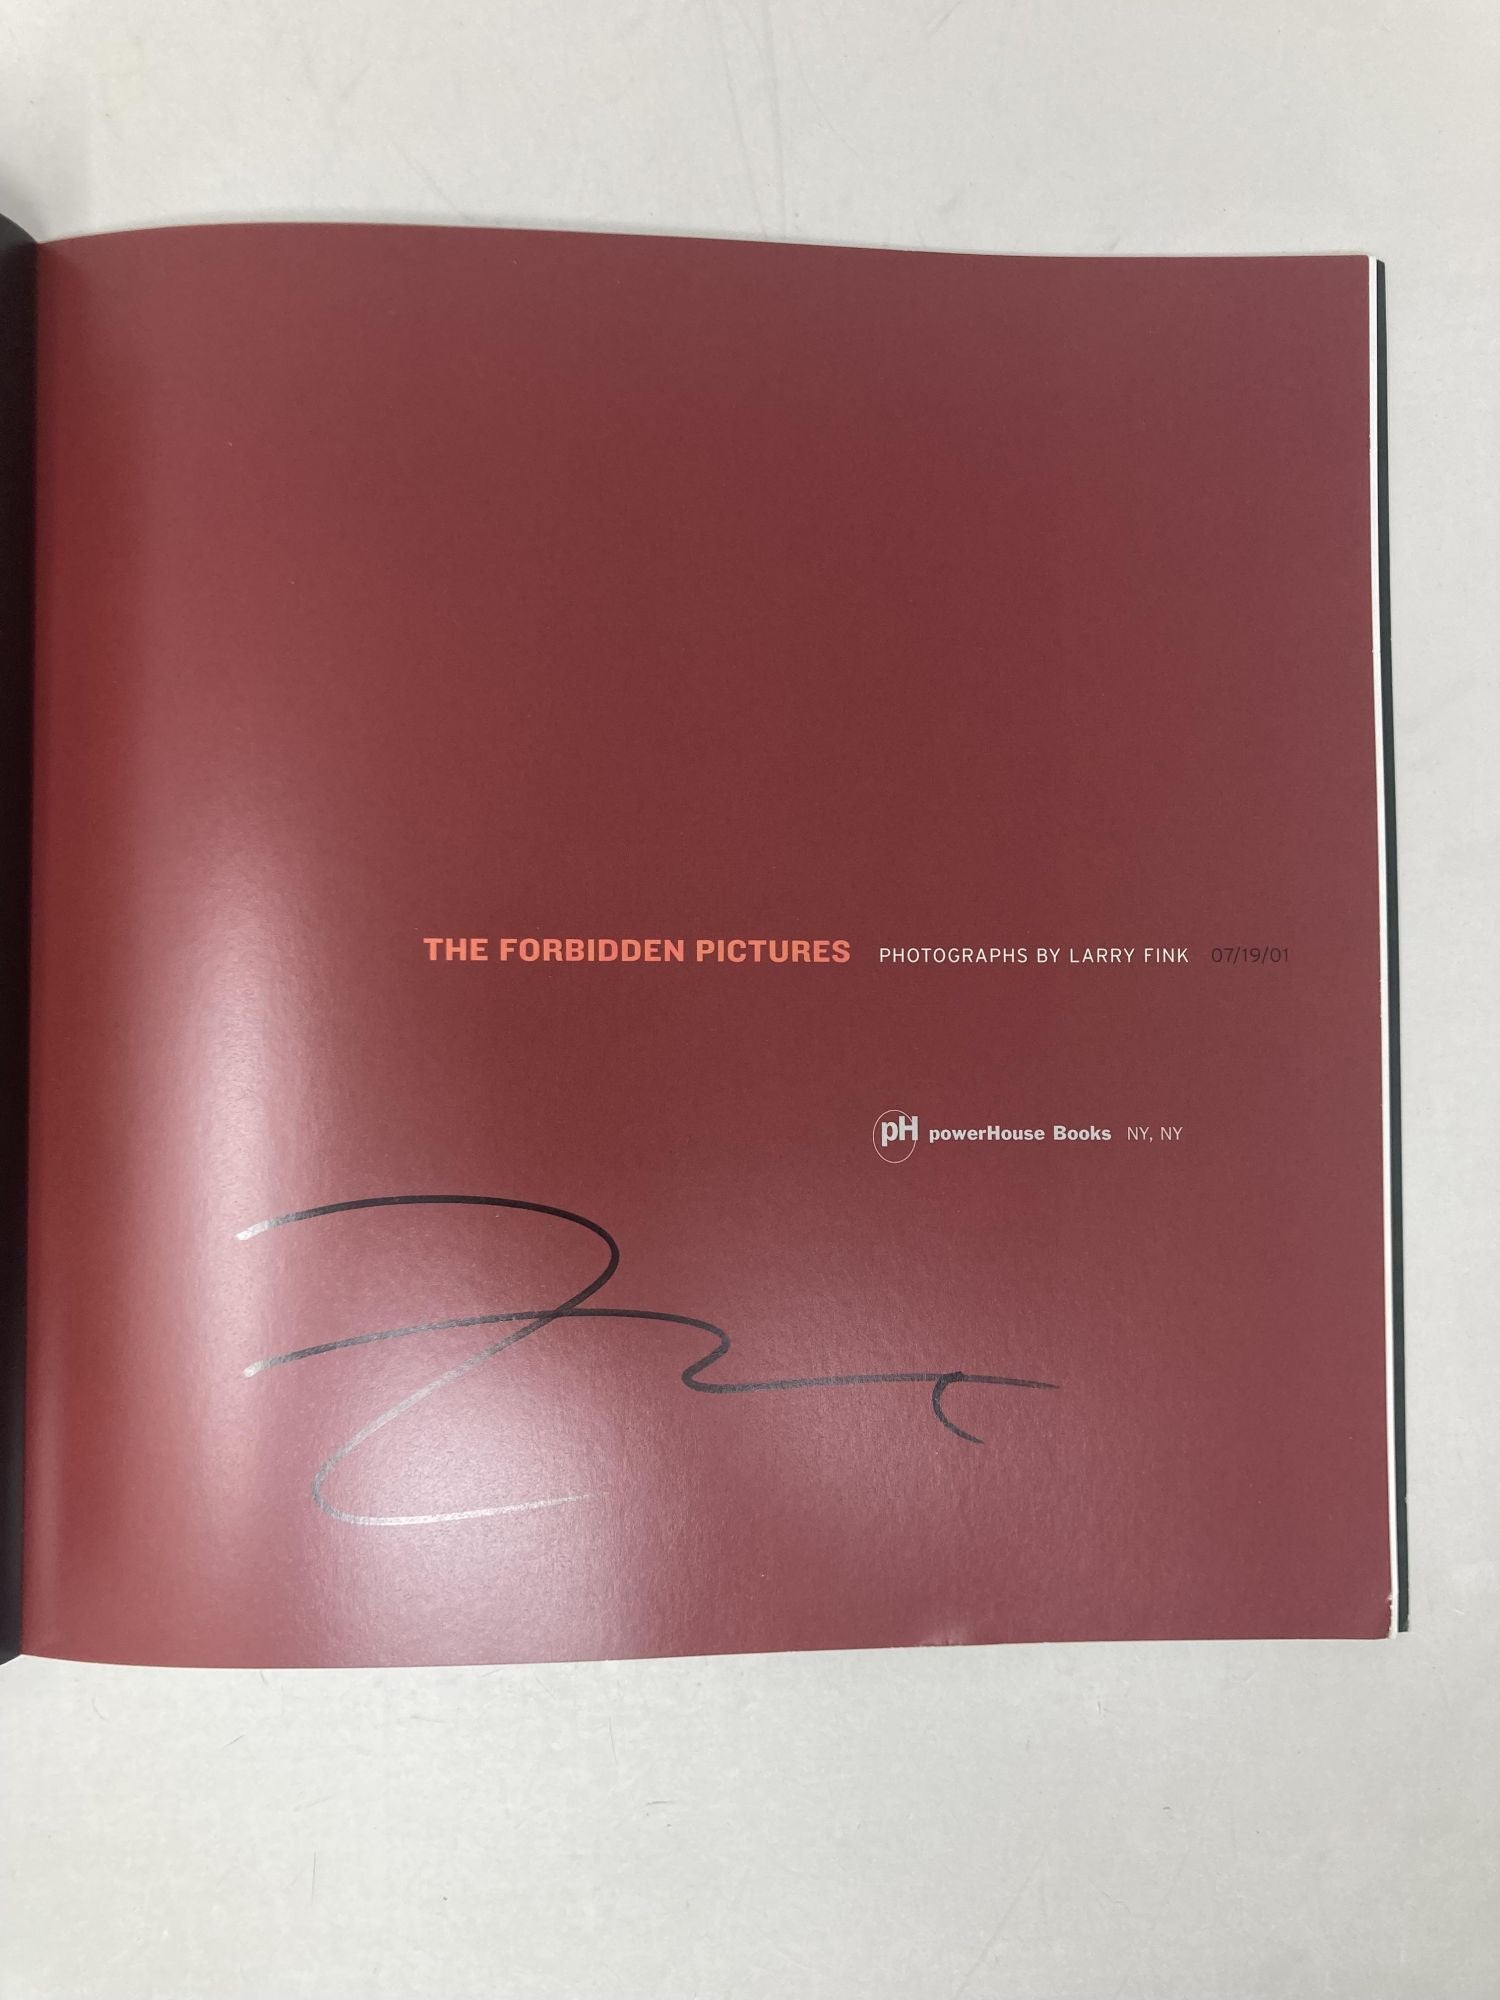 THE FORBIDDEN PICTURES PHOTOGRAPHS BY LARRY FINK 07/19/01
pH powerHouse Books NY, NY